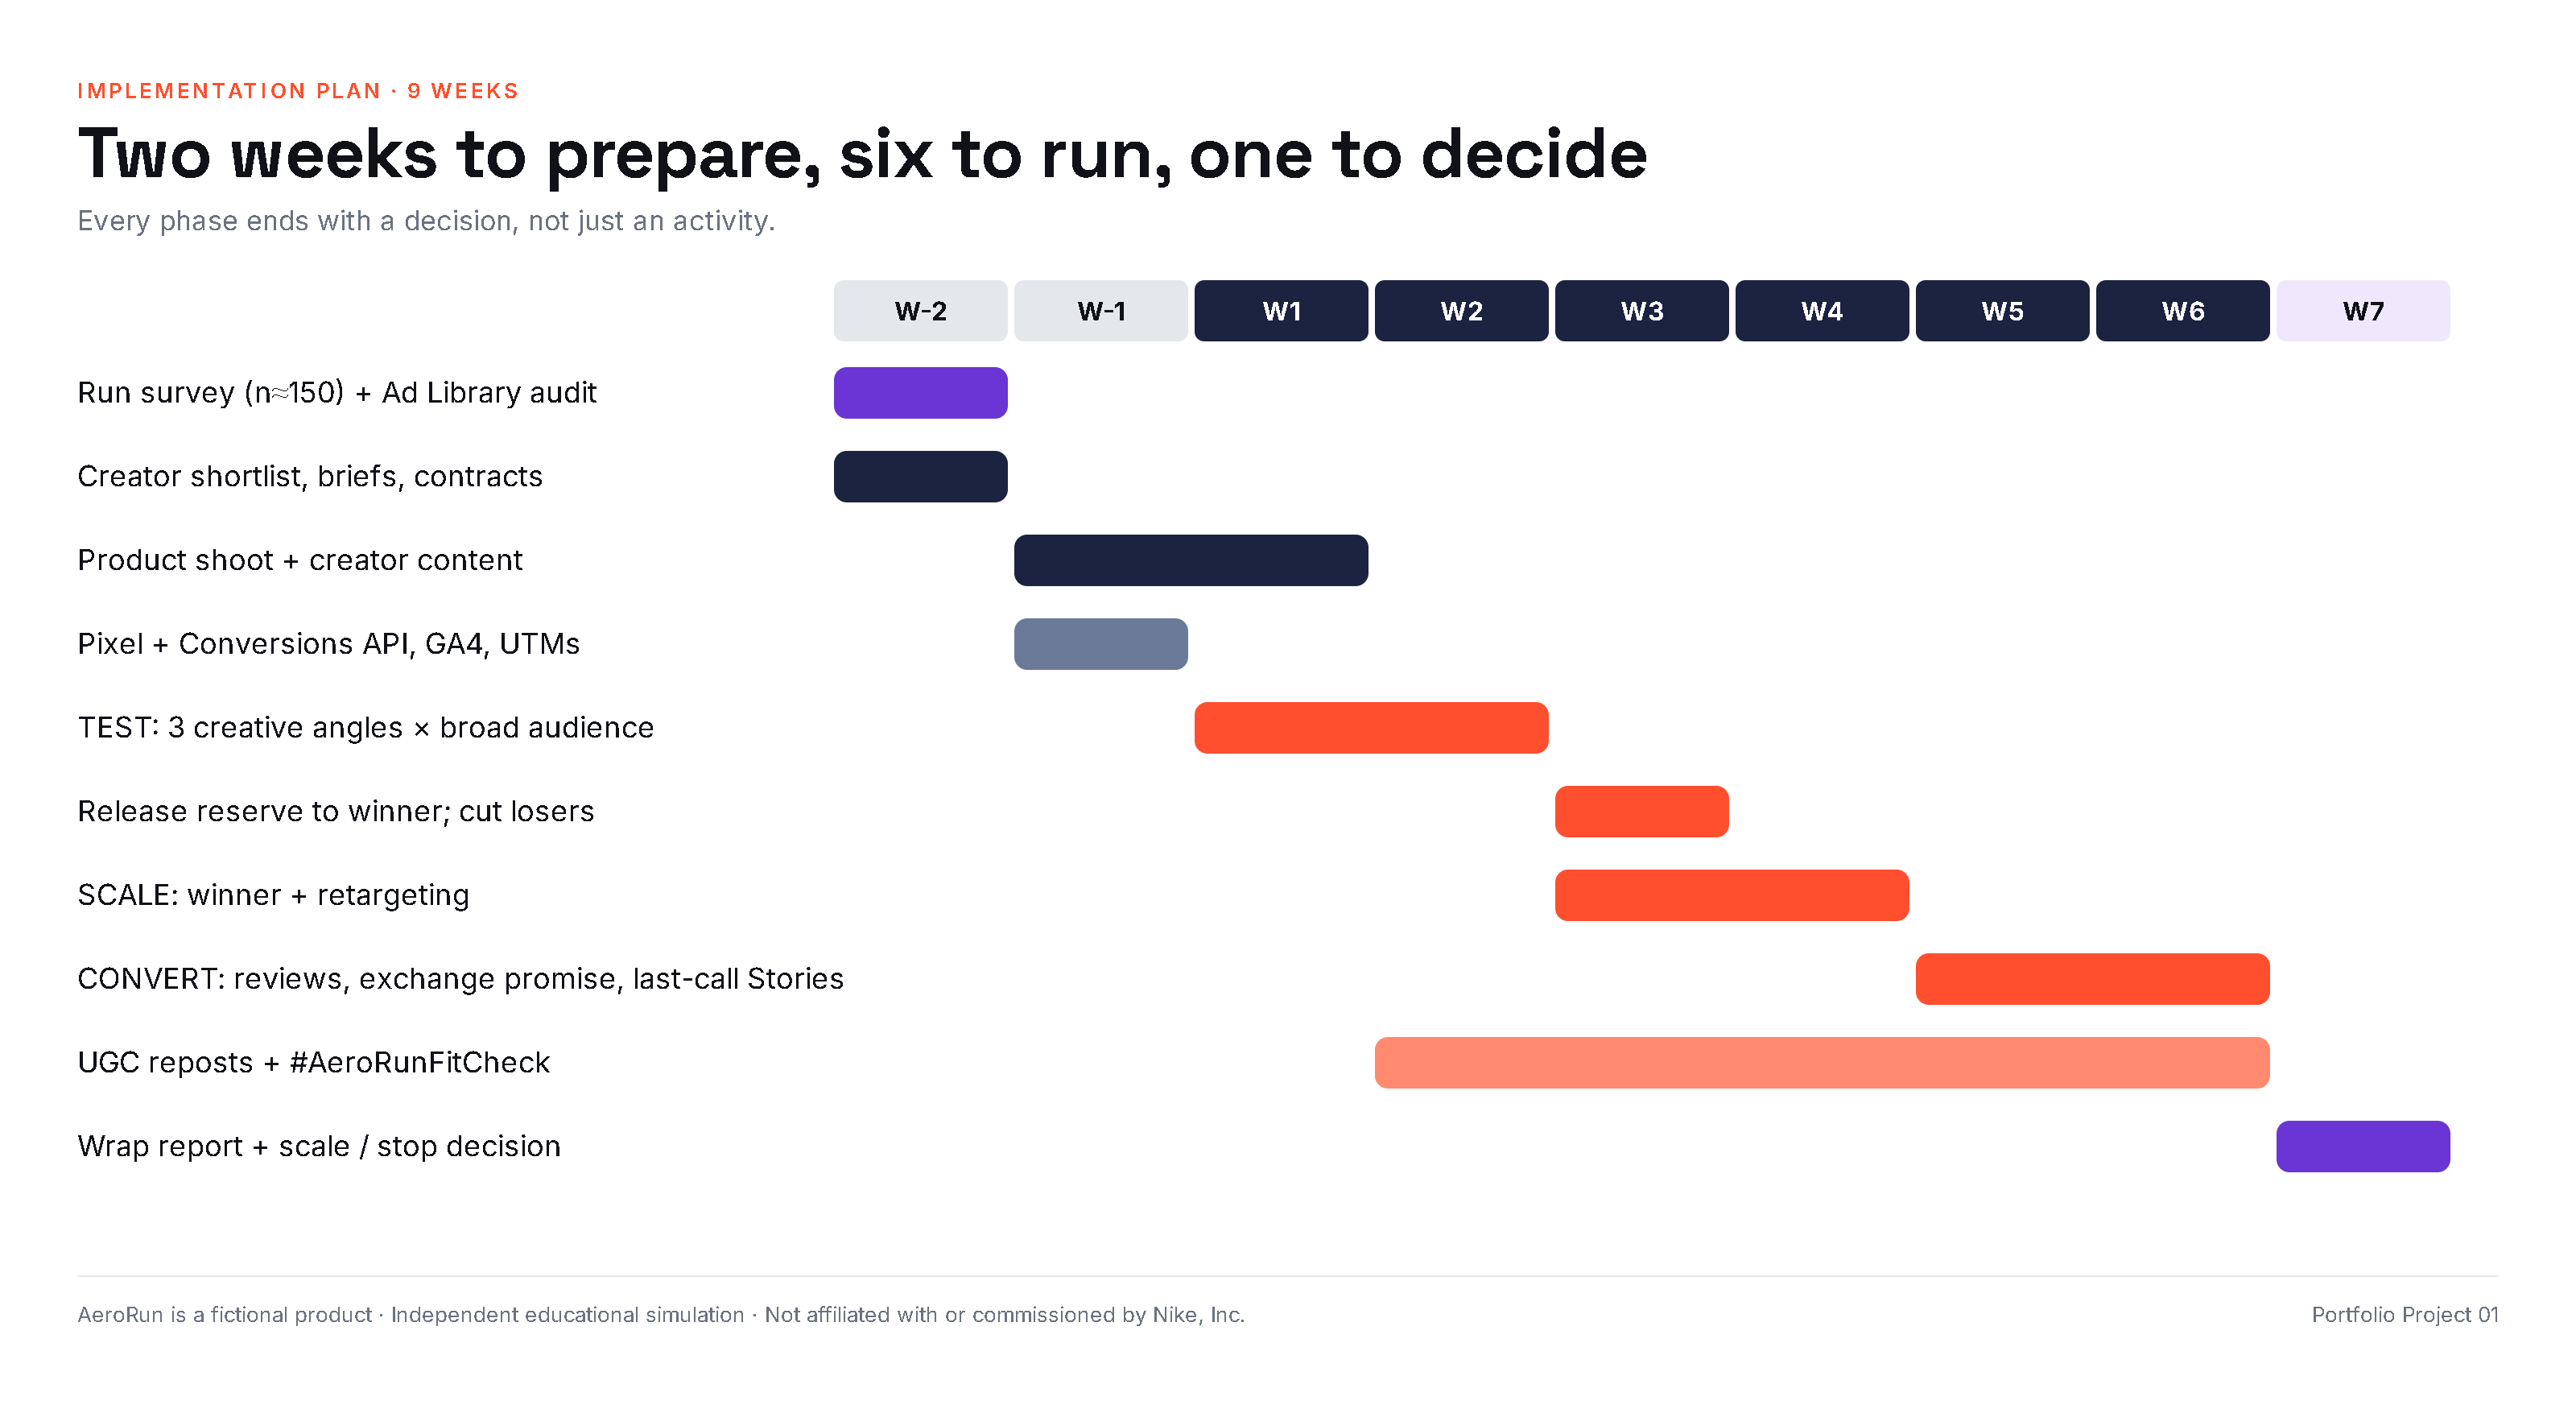 IMPLEMENTATION PLAN · 9 WEEKS
Two weeks to prepare, six to run, one to decide
Every phase ends with a decision, not just an activity.
W-2 W-1 W1 W2 W3 W4 W5 W6 W7
Run survey (n≈150) + Ad Library audit
Creator shortlist, briefs, contracts
Product shoot + creator content
Pixel + Conversions API, GA4, UTMs
TEST: 3 creative angles × broad audience
Release reserve to winner; cut losers
SCALE: winner + retargeting
CONVERT: reviews, exchange promise, last-call Stories
UGC reposts + #AeroRunFitCheck
Wrap report + scale / stop decision
AeroRun is a fictional product · Independent educational simulation · Not affiliated with or commissioned by Nike, Inc.
Portfolio Project 01